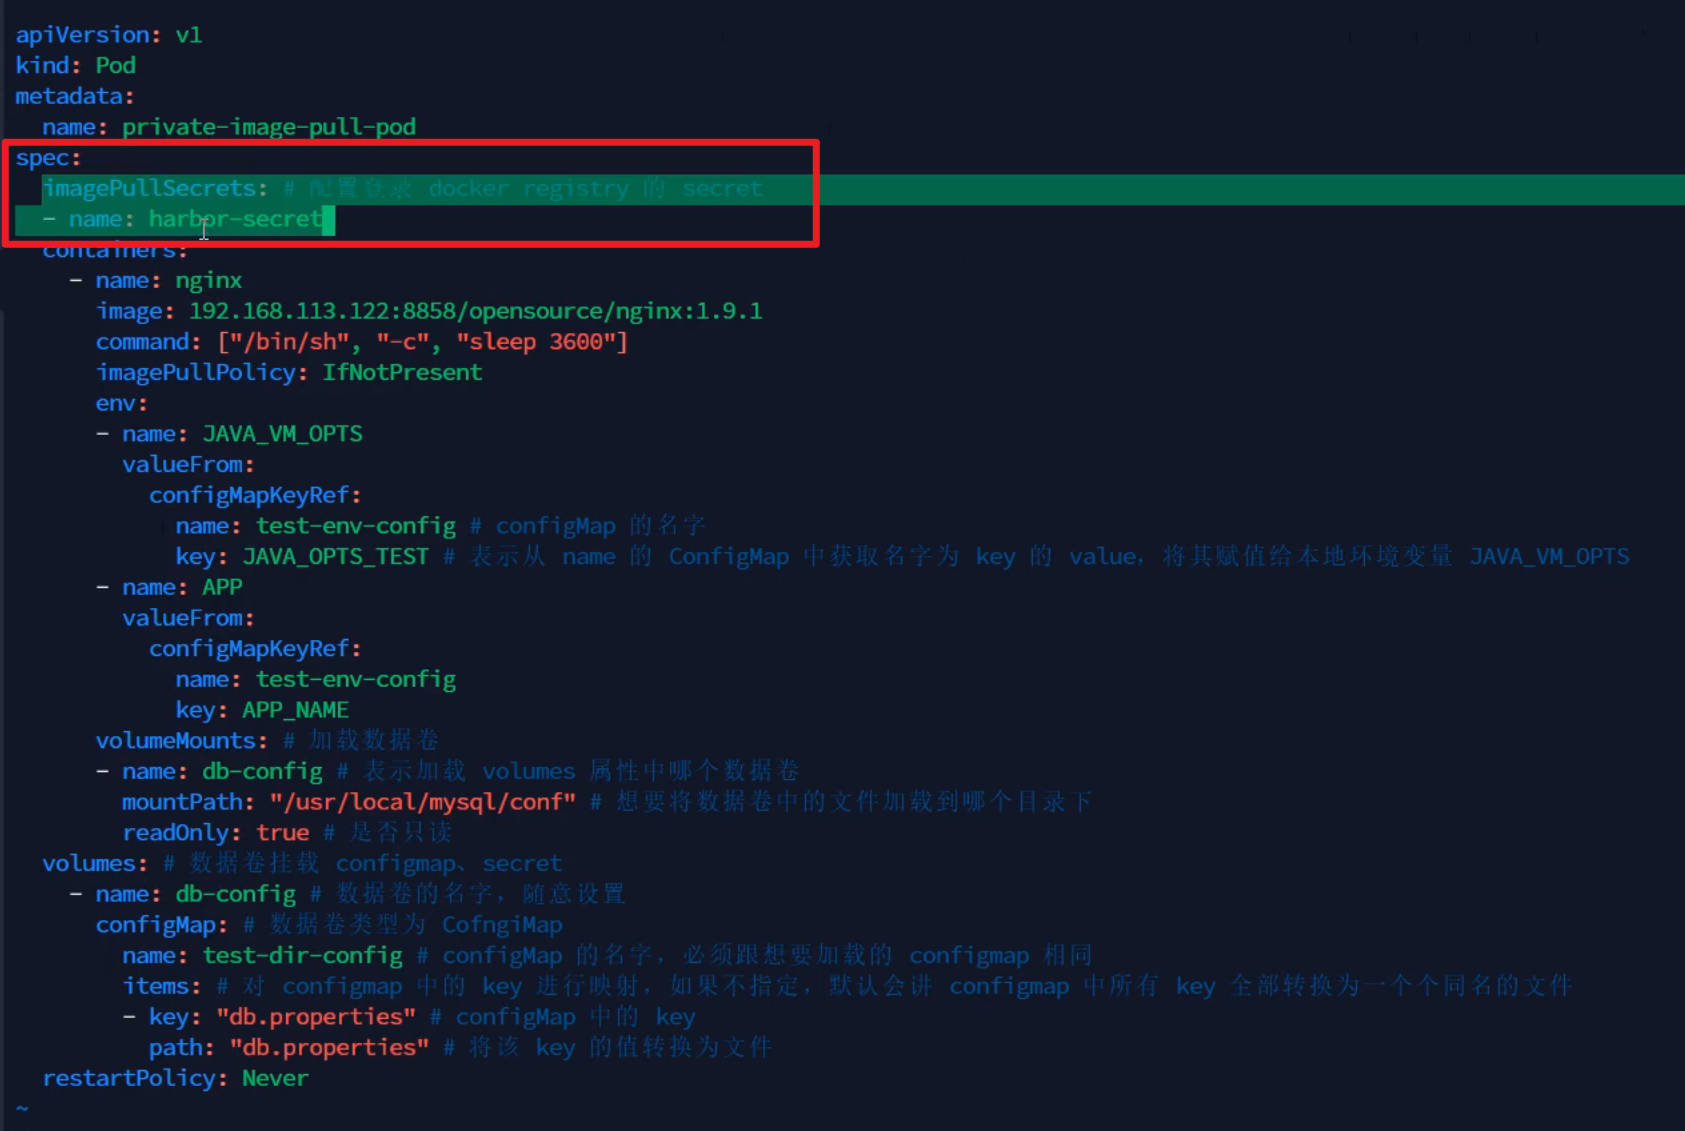 apiVersion: v1
kind: Pod
metadata:
  name: private-image-pull-pod
spec:
  imagePullSecrets: # 配置登录 docker registry 的 secret
  - name: harbor-secret
  containers:
    - name: nginx
      image: 192.168.113.122:8858/opensource/nginx:1.9.1
      command: ["/bin/sh", "-c", "sleep 3600"]
      imagePullPolicy: IfNotPresent
      env:
      - name: JAVA_VM_OPTS
        valueFrom:
          configMapKeyRef:
            name: test-env-config # configMap 的名字
            key: JAVA_OPTS_TEST # 表示从 name 的 ConfigMap 中获取名字为 key 的 value，将其赋值给本地环境变量 JAVA_VM_OPTS
      - name: APP
        valueFrom:
          configMapKeyRef:
            name: test-env-config
            key: APP_NAME
      volumeMounts: # 加载数据卷
      - name: db-config # 表示加载 volumes 属性中哪个数据卷
        mountPath: "/usr/local/mysql/conf" # 想要将数据卷中的文件加载到哪个目录下
        readOnly: true # 是否只读
  volumes: # 数据卷挂载 configmap、secret
    - name: db-config # 数据卷的名字，随意设置
      configMap: # 数据卷类型为 CofngiMap
        name: test-dir-config # configMap 的名字，必须跟想要加载的 configmap 相同
        items: # 对 configmap 中的 key 进行映射，如果不指定，默认会讲 configmap 中所有 key 全部转换为一个个同名的文件
        - key: "db.properties" # configMap 中的 key
          path: "db.properties" # 将该 key 的值转换为文件
  restartPolicy: Never
~